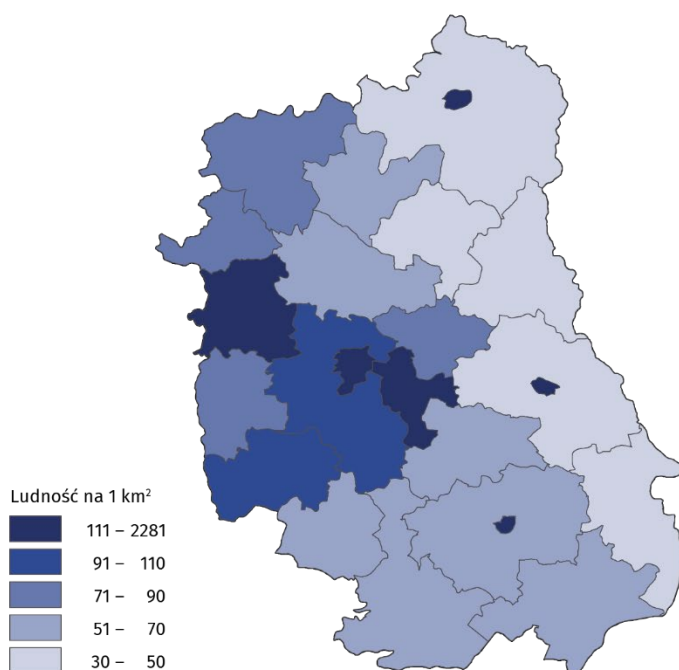 Ludność na 1 km²
111 – 2281
91 – 110
71 – 90
51 – 70
30 – 50